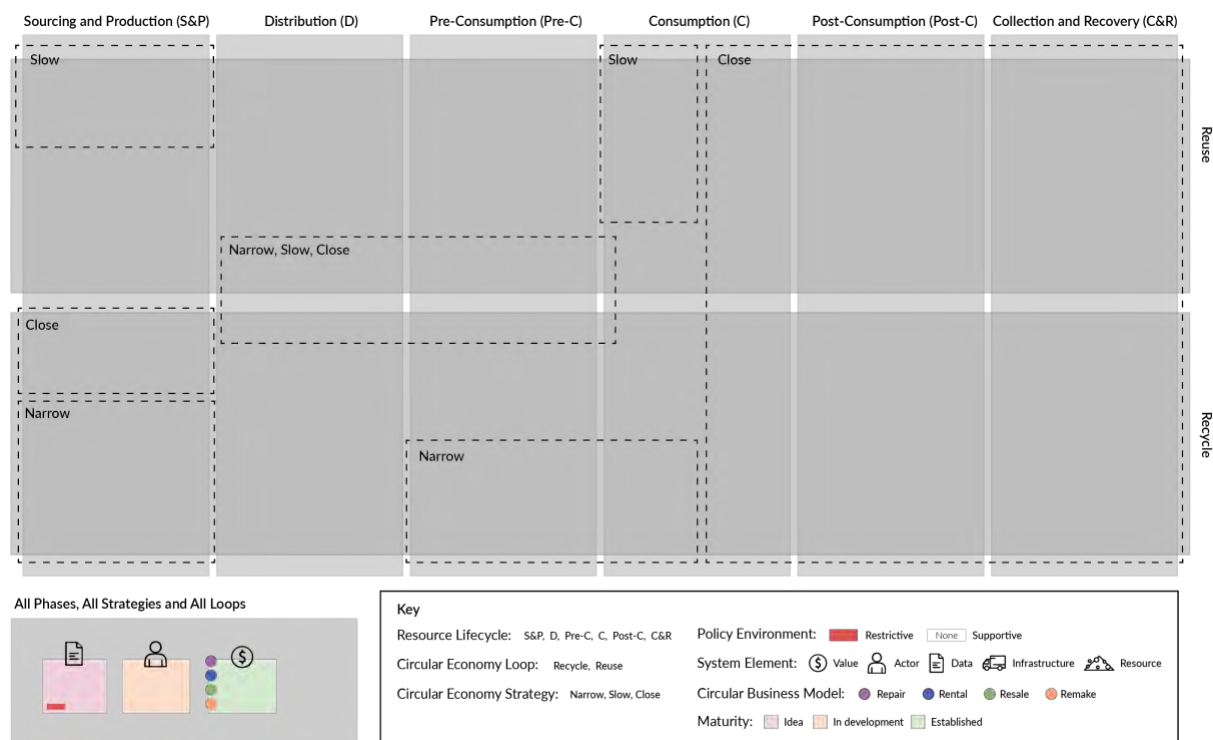 Sourcing and Production (S&P) Distribution (D) Pre-Consumption (Pre-C) Consumption (C) Post-Consumption (Post-C) Collection and Recovery (C&R)
Slow Slow Close
Reuse
Narrow, Slow, Close
Close
Narrow
Recycle
Narrow
All Phases, All Strategies and All Loops
Key
Resource Lifecycle: S&P, D, Pre-C, C, Post-C, C&R
Circular Economy Loop: Recycle, Reuse
Circular Economy Strategy: Narrow, Slow, Close
Policy Environment: Restrictive None Supportive
System Element: $ Value Actor Data Infrastructure Resource
Circular Business Model: Repair Rental Resale Remake
Maturity: Idea In development Established
$